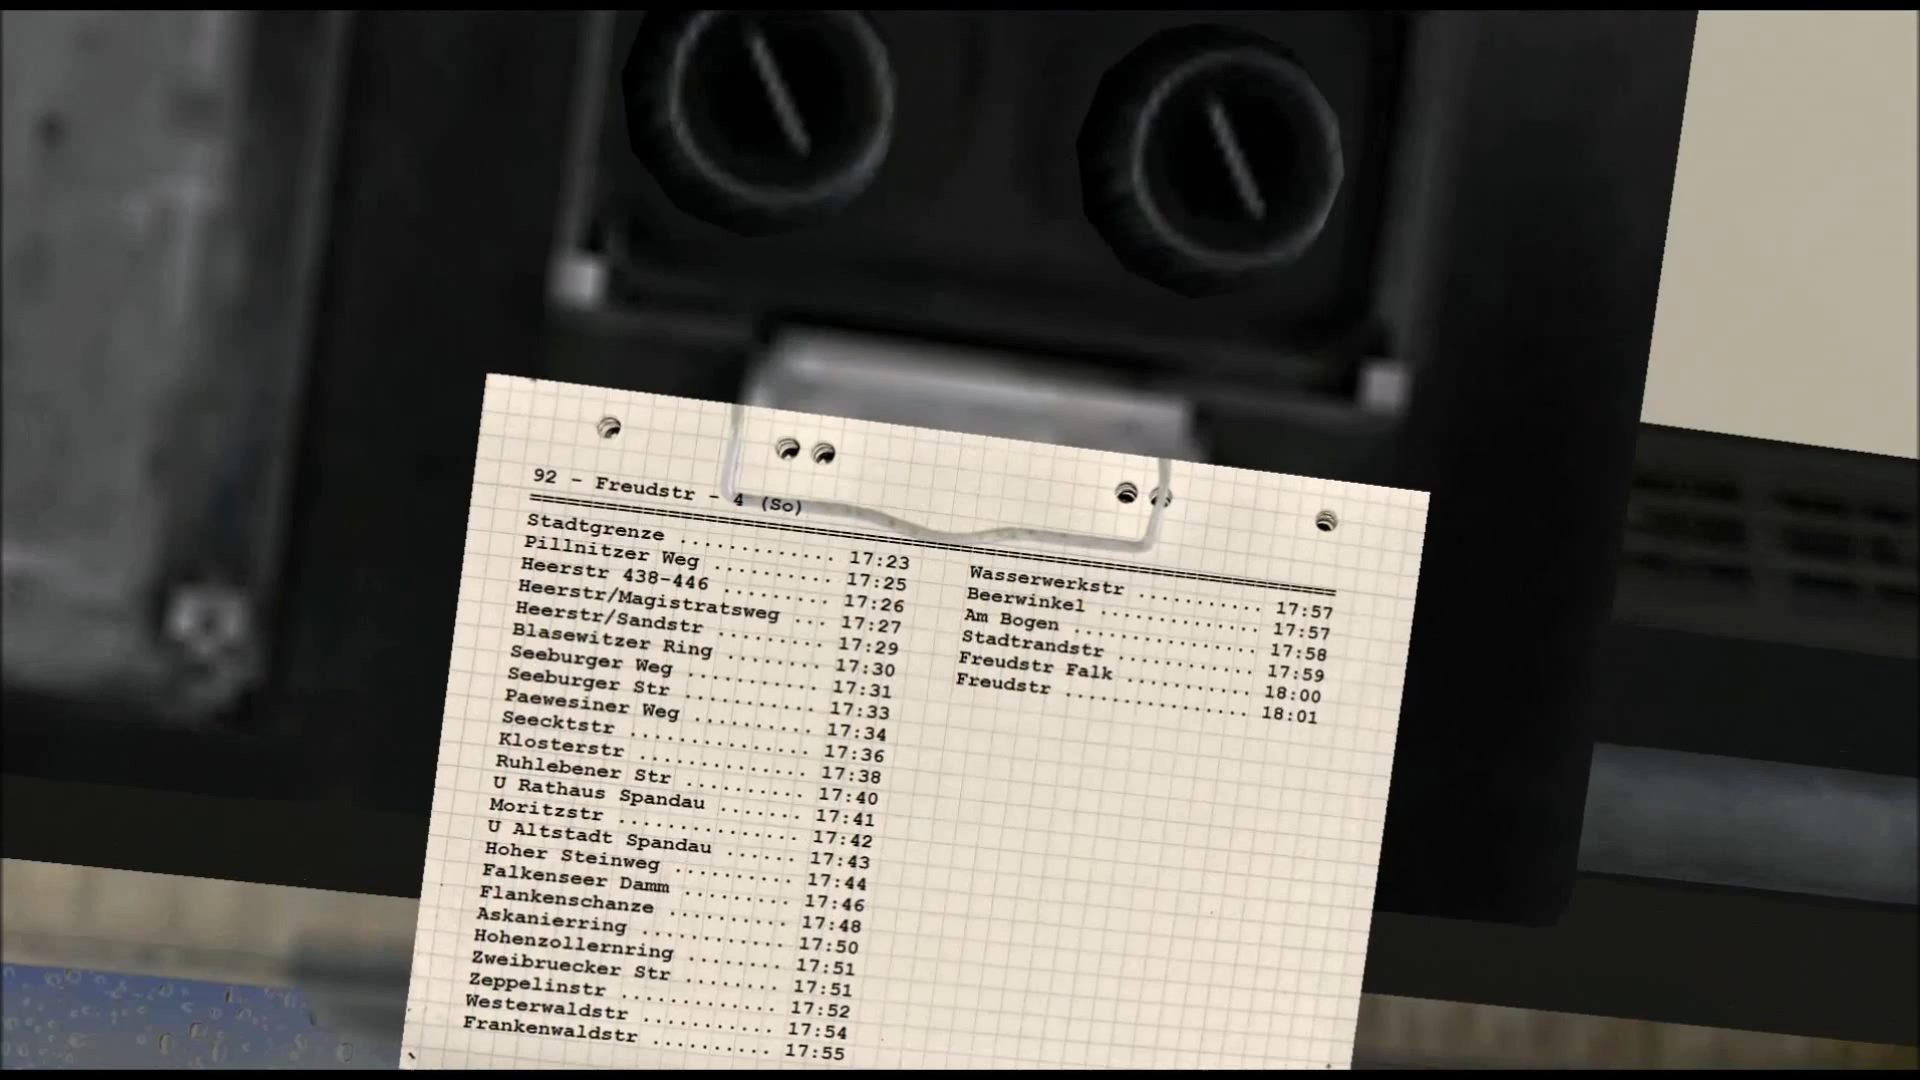 92 - Freudstr - 4 (So)
Stadtgrenze ............ 17:23
Pillnitzer Weg .......... 17:25
Heerstr 438-446 ......... 17:26
Heerstr/Magistratsweg ... 17:27
Heerstr/Sandstr ......... 17:29
Blasewitzer Ring ........ 17:30
Seeburger Weg ........... 17:31
Seeburger Str ........... 17:33
Paewesiner Weg .......... 17:34
Seecktstr ............... 17:36
Klosterstr .............. 17:38
Ruhlebener Str .......... 17:40
U Rathaus Spandau ....... 17:41
Moritzstr ............... 17:42
U Altstadt Spandau ...... 17:43
Hoher Steinweg .......... 17:44
Falkenseer Damm ......... 17:46
Flankenschanze .......... 17:48
Askanierring ............ 17:50
Hohenzollernring ........ 17:51
Zweibruecker Str ........ 17:51
Zeppelinstr ............. 17:52
Westerwaldstr ........... 17:54
Frankenwaldstr .......... 17:55
Wasserwerkstr ........... 17:57
Beerwinkel .............. 17:57
Am Bogen ................ 17:58
Stadtrandstr ............ 17:59
Freudstr Falk ........... 18:00
Freudstr ................ 18:01